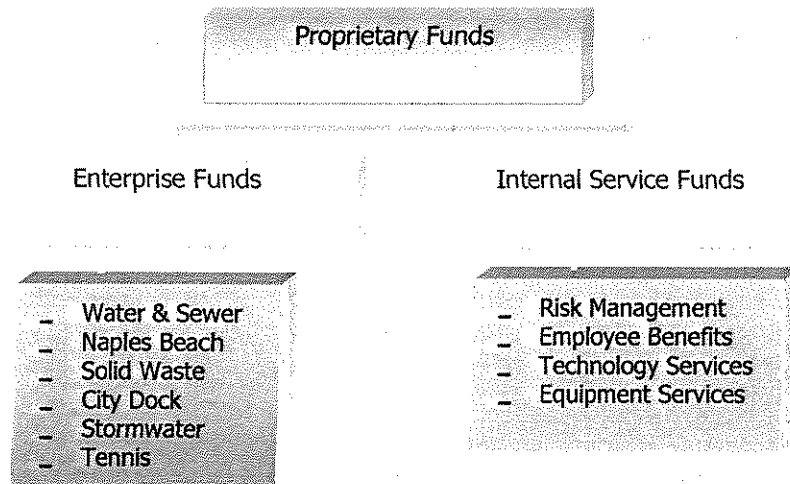 Proprietary Funds
Enterprise Funds
Internal Service Funds
_ Water & Sewer
_ Naples Beach
_ Solid Waste
_ City Dock
_ Stormwater
_ Tennis
_ Risk Management
_ Employee Benefits
_ Technology Services
_ Equipment Services